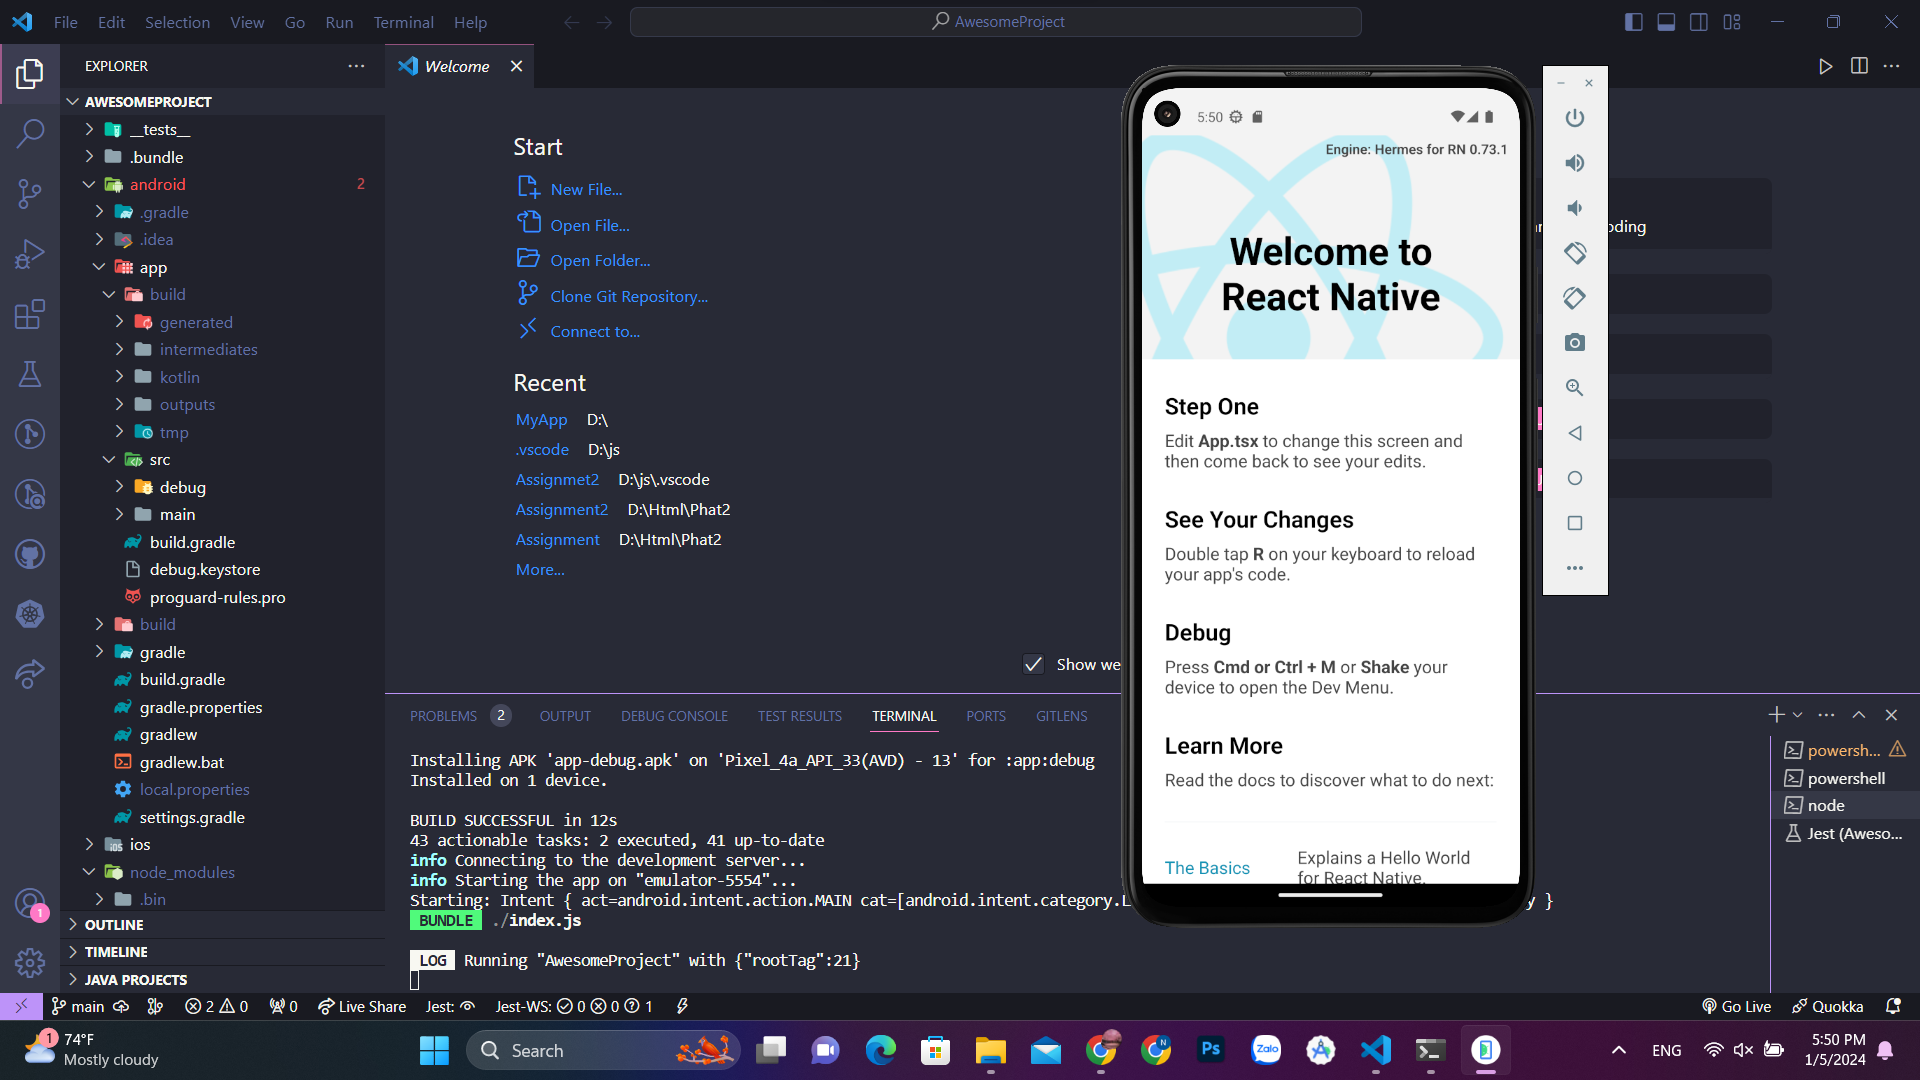 File Edit Selection View Go Run Terminal Help
AwesomeProject
EXPLORER
Welcome
AWESOMEPROJECT
__tests__
.bundle
android 2
.gradle
.idea
app
build
generated
intermediates
kotlin
outputs
tmp
src
debug
main
build.gradle
debug.keystore
proguard-rules.pro
build
gradle
build.gradle
gradle.properties
gradlew
gradlew.bat
local.properties
settings.gradle
ios
node_modules
.bin
OUTLINE
TIMELINE
JAVA PROJECTS
1
Start
New File...
Open File...
Open Folder...
Clone Git Repository...
Connect to...
Recent
MyApp D:\
.vscode D:\js
Assignmet2 D:\js\.vscode
Assignment2 D:\Html\Phat2
Assignment D:\Html\Phat2
More...
Show we
oding
5:50
Engine: Hermes for RN 0.73.1
Welcome to
React Native
Step One
Edit App.tsx to change this screen and
then come back to see your edits.
See Your Changes
Double tap R on your keyboard to reload
your app's code.
Debug
Press Cmd or Ctrl + M or Shake your
device to open the Dev Menu.
Learn More
Read the docs to discover what to do next:
The Basics
Explains a Hello World
for React Native.
PROBLEMS 2 OUTPUT DEBUG CONSOLE TEST RESULTS TERMINAL PORTS GITLENS
Installing APK 'app-debug.apk' on 'Pixel_4a_API_33(AVD) - 13' for :app:debug
Installed on 1 device.
BUILD SUCCESSFUL in 12s
43 actionable tasks: 2 executed, 41 up-to-date
info Connecting to the development server...
info Starting the app on "emulator-5554"...
Starting: Intent { act=android.intent.action.MAIN cat=[android.intent.category.L y }
BUNDLE ./index.js
LOG Running "AwesomeProject" with {"rootTag":21}
powersh...
powershell
node
Jest (Aweso...
main 2 0 0 Live Share Jest: Jest-WS: 0 0 1 Go Live Quokka
1
74°F
Mostly cloudy
Search
N
Ps
Zalo
ENG
5:50 PM
1/5/2024